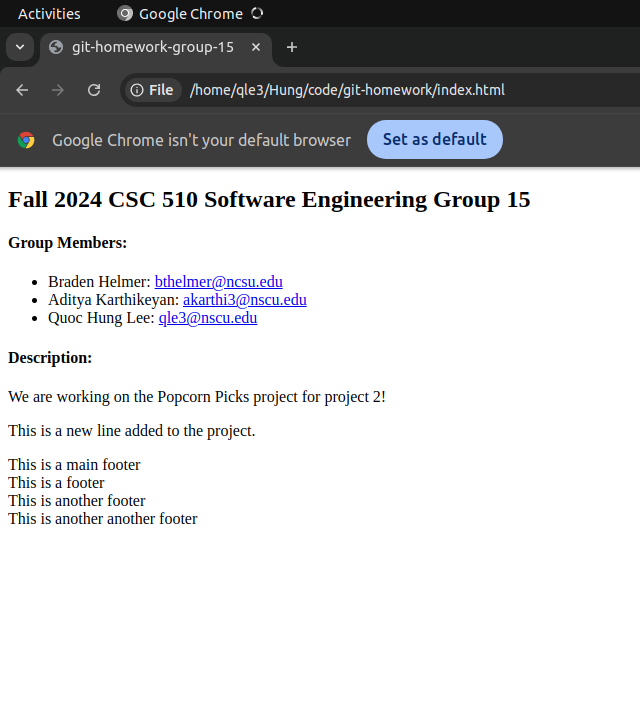 Activities Google Chrome
git-homework-group-15
File /home/qle3/Hung/code/git-homework/index.html
Google Chrome isn't your default browser Set as default
Fall 2024 CSC 510 Software Engineering Group 15
Group Members:
Braden Helmer: bthelmer@ncsu.edu
Aditya Karthikeyan: akarthi3@nscu.edu
Quoc Hung Lee: qle3@nscu.edu
Description:
We are working on the Popcorn Picks project for project 2!
This is a new line added to the project.
This is a main footer
This is a footer
This is another footer
This is another another footer